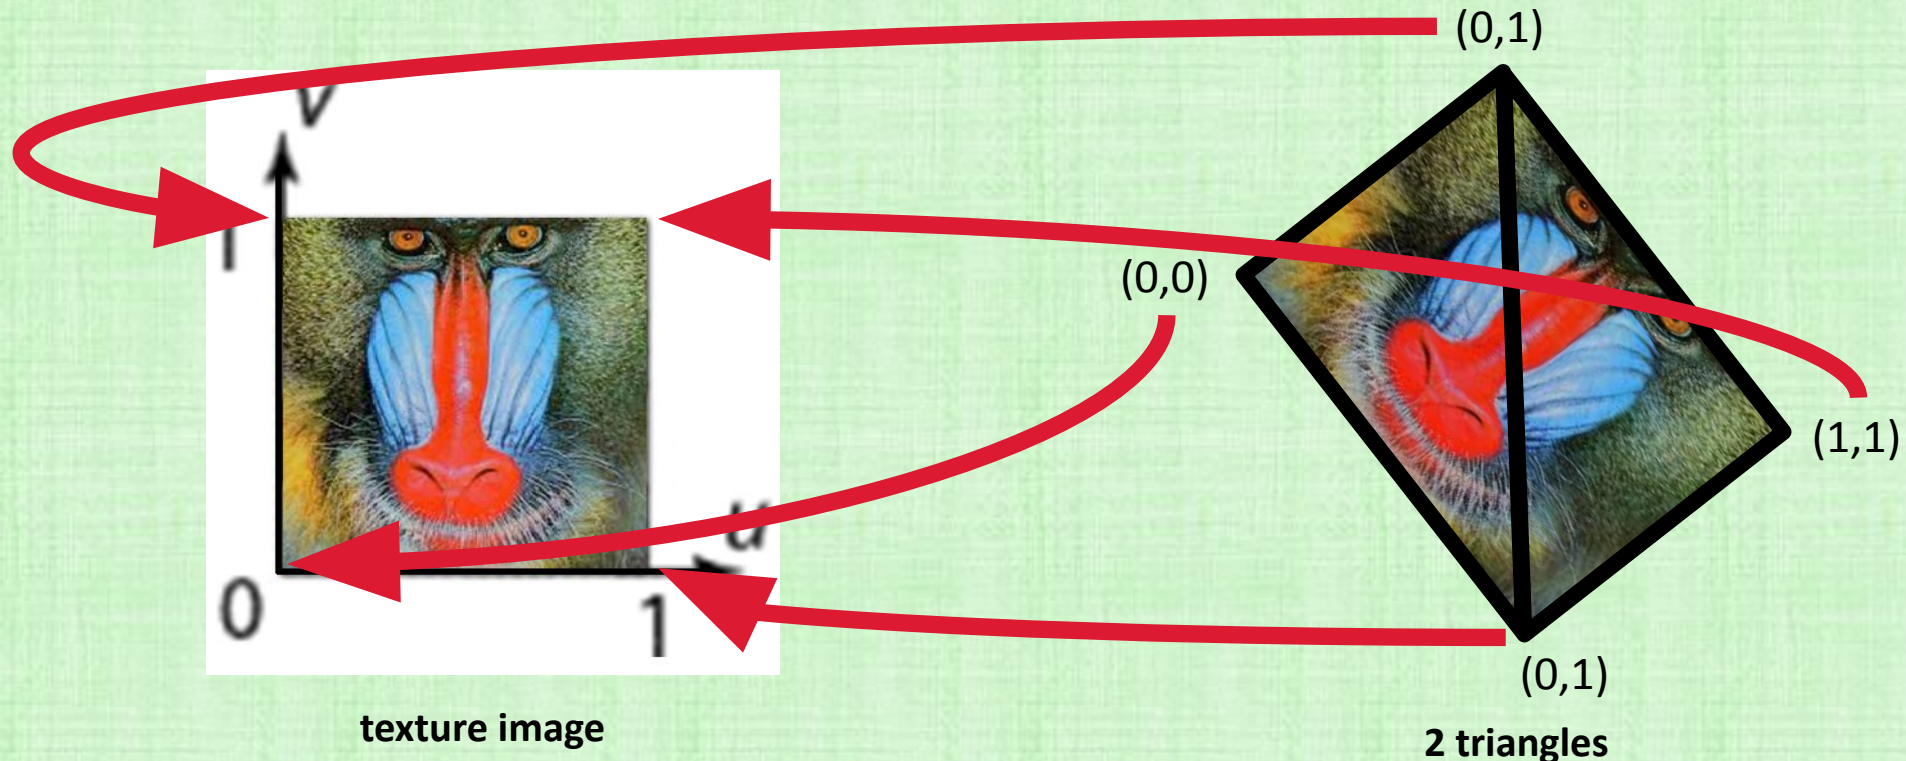 (0,1)
v
1
(0,0)
(1,1)
u
0
1
(0,1)
texture image
2 triangles